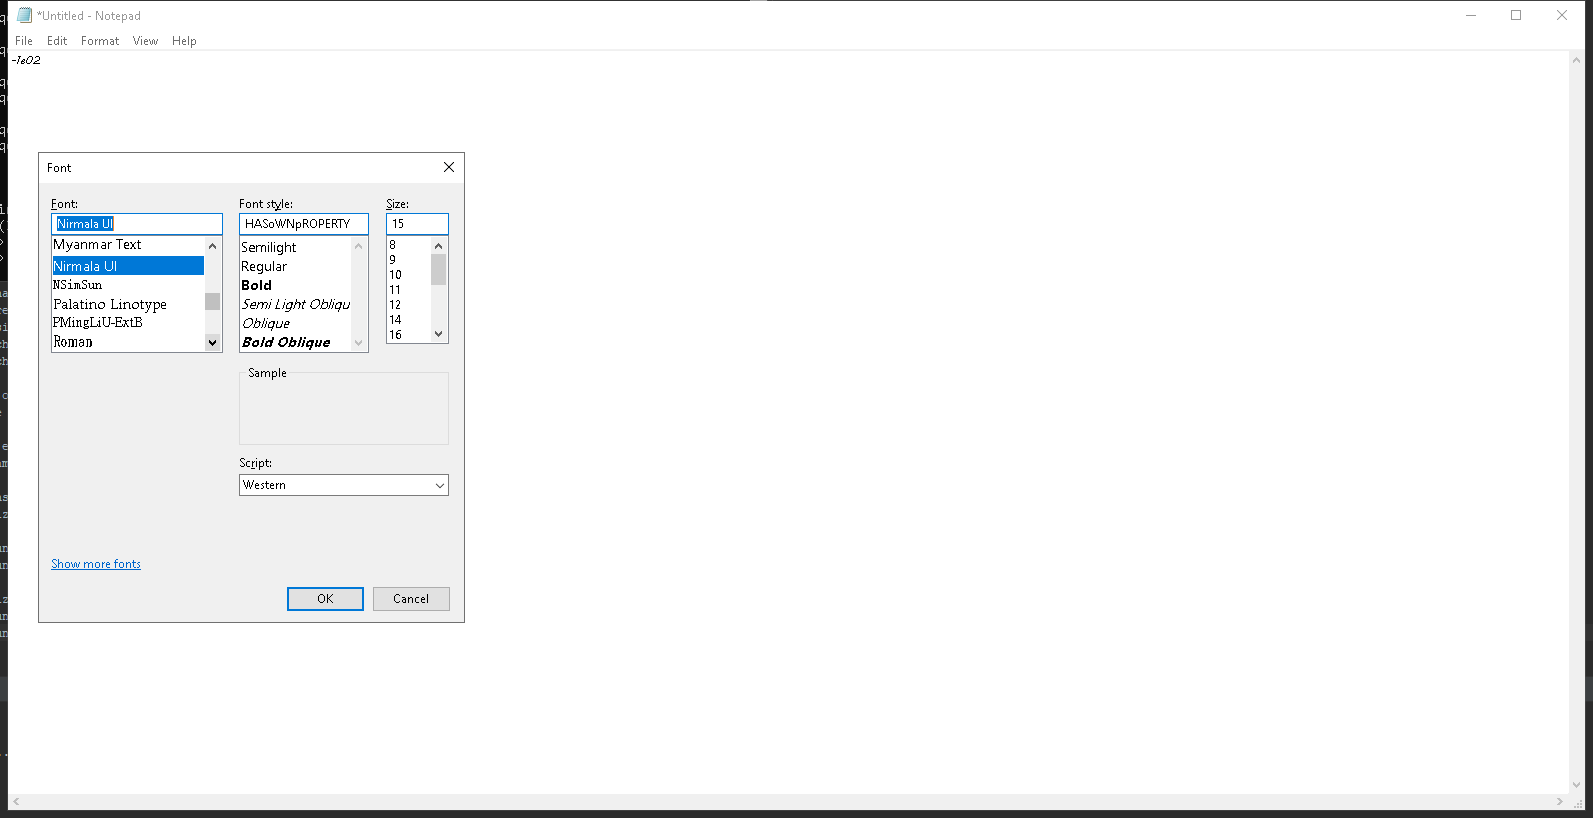 *Untitled - Notepad
File Edit Format View Help
-1e02
Font
Font: Font style: Size:
Nirmala UI HASoWNpROPERTY 15
Myanmar Text
Nirmala UI
NSimSun
Palatino Linotype
PMingLiU-ExtB
Roman
Semilight
Regular
Bold
Semi Light Obliqu
Oblique
Bold Oblique
8
9
10
11
12
14
16
Sample
Script:
Western
Show more fonts
OK Cancel